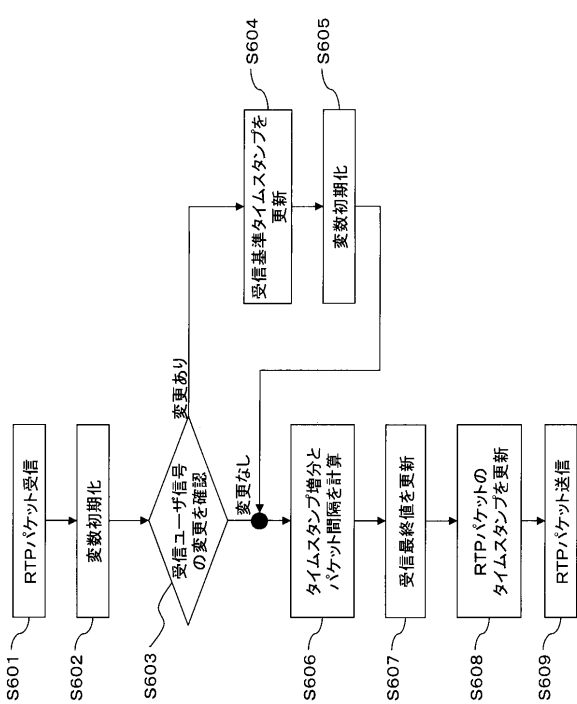 S601
RTPパケット受信
S602
変数初期化
S603
受信ユーザ信号
の変更を確認
変更あり
変更なし
S604
受信基準タイムスタンプを
更新
S605
変数初期化
S606
タイムスタンプ増分と
パケット間隔を計算
S607
受信最終値を更新
S608
RTPパケットの
タイムスタンプを更新
S609
RTPパケット送信